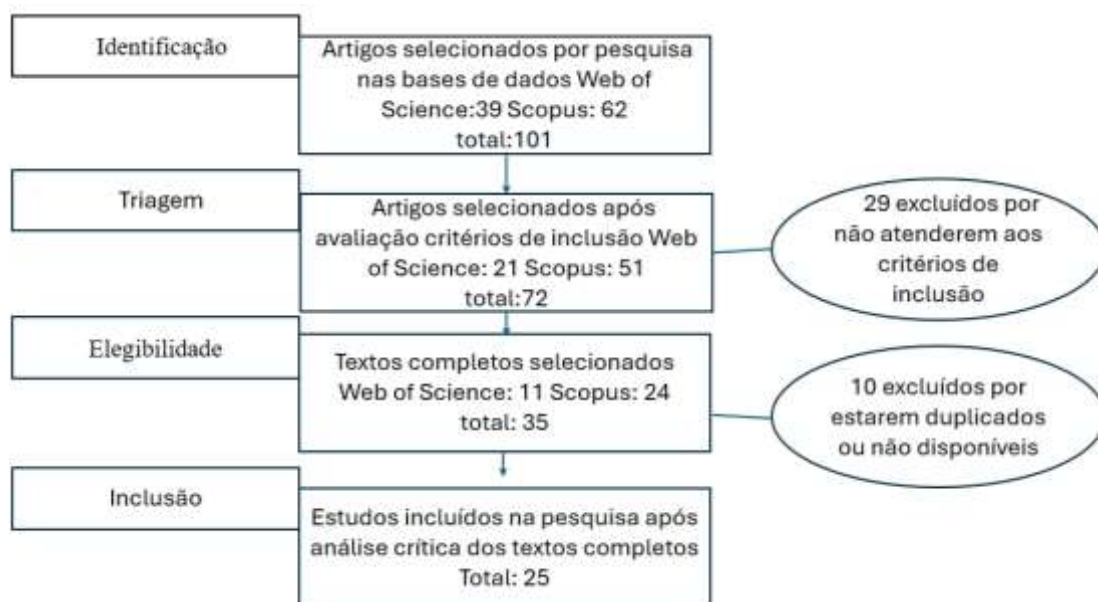 Identificação
Artigos selecionados por pesquisa
nas bases de dados Web of
Science:39 Scopus: 62
total:101
Triagem
Artigos selecionados após
avaliação critérios de inclusão Web
of Science: 21 Scopus: 51
total:72
29 excluídos por
não atenderem aos
critérios de
inclusão
Elegibilidade
Textos completos selecionados
Web of Science: 11 Scopus: 24
total: 35
10 excluídos por
estarem duplicados
ou não disponíveis
Inclusão
Estudos incluídos na pesquisa após
análise crítica dos textos completos
Total: 25